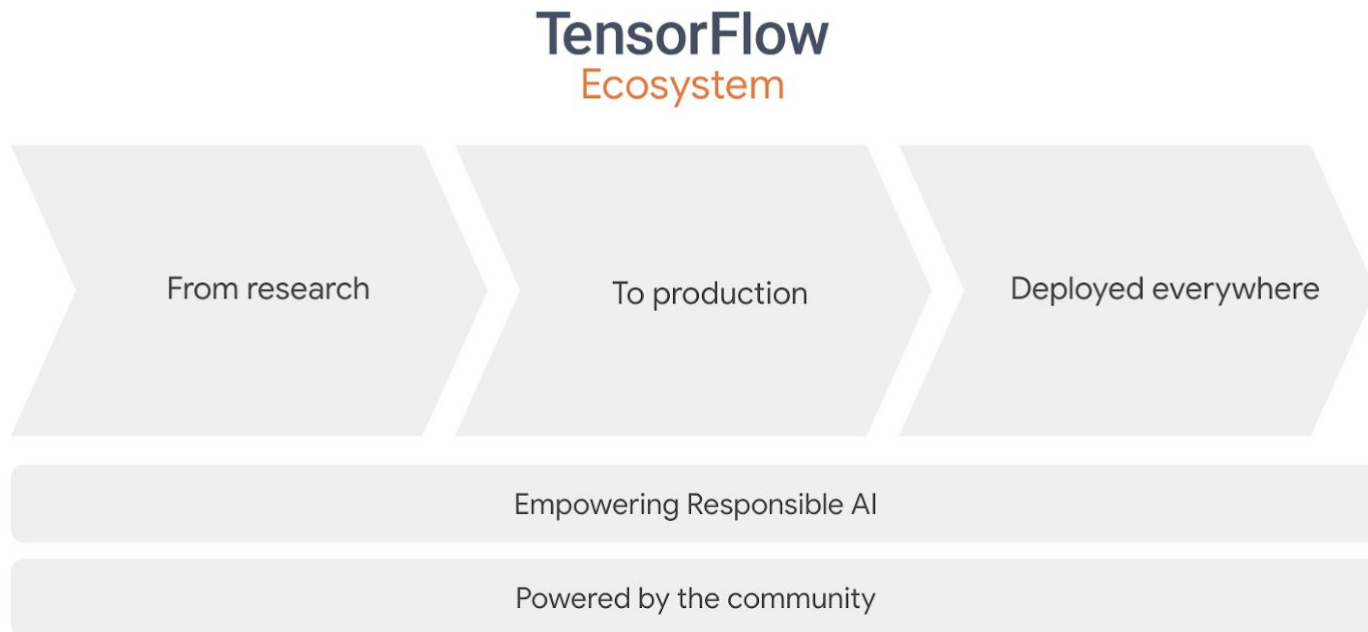 TensorFlow
Ecosystem
From research
To production
Deployed everywhere
Empowering Responsible AI
Powered by the community